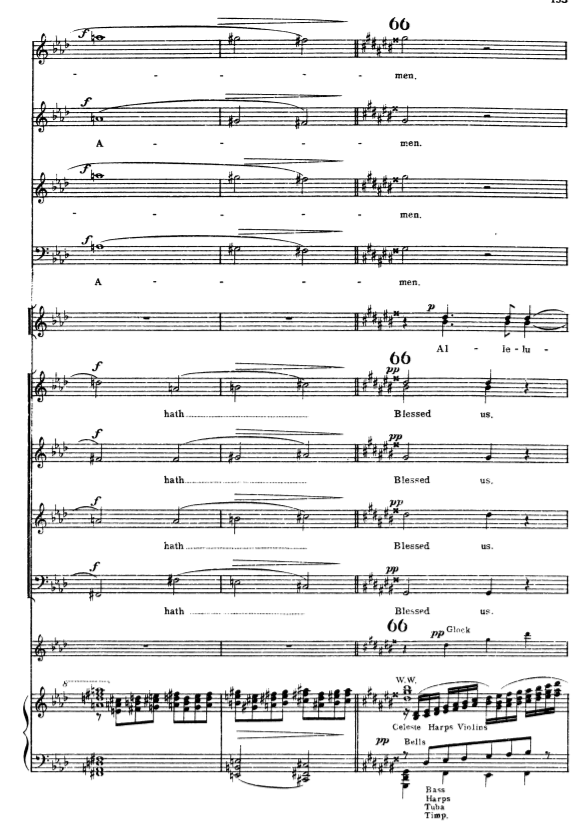 66
f
- - - - men.
f
A - - - men.
f
- - - - men.
f
A - - - men.
p
Al - le - lu -
66
f pp
hath Blessed us.
f pp
hath Blessed us.
f pp
hath Blessed us.
f pp
hath Blessed us.
66
pp Glock
8
W.W.
Celeste Harps Violins
pp Bells
Bass
Harps
Tuba
Timp.